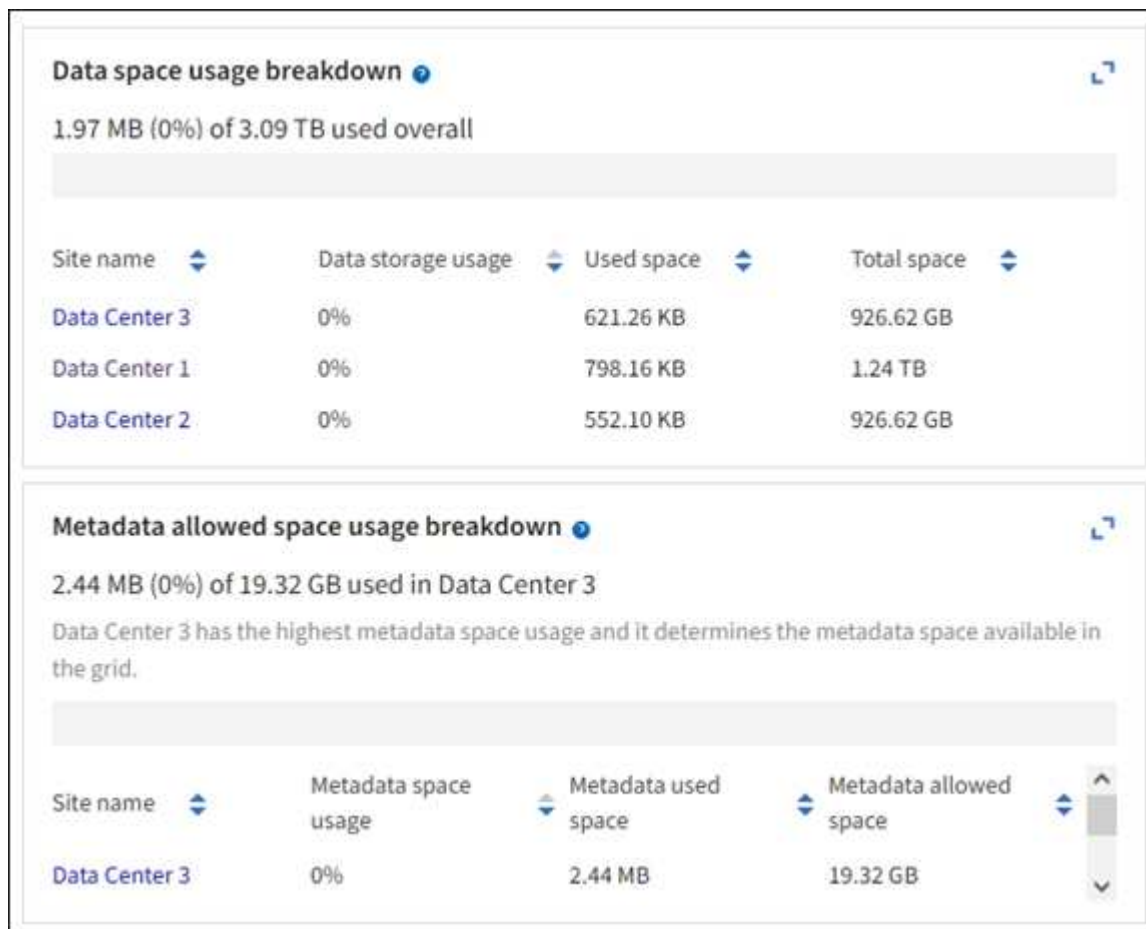 Data space usage breakdown
1.97 MB (0%) of 3.09 TB used overall
Site name Data storage usage Used space Total space
Data Center 3 0% 621.26 KB 926.62 GB
Data Center 1 0% 798.16 KB 1.24 TB
Data Center 2 0% 552.10 KB 926.62 GB
Metadata allowed space usage breakdown
2.44 MB (0%) of 19.32 GB used in Data Center 3
Data Center 3 has the highest metadata space usage and it determines the metadata space available in
the grid.
Site name Metadata space usage Metadata used space Metadata allowed space
Data Center 3 0% 2.44 MB 19.32 GB